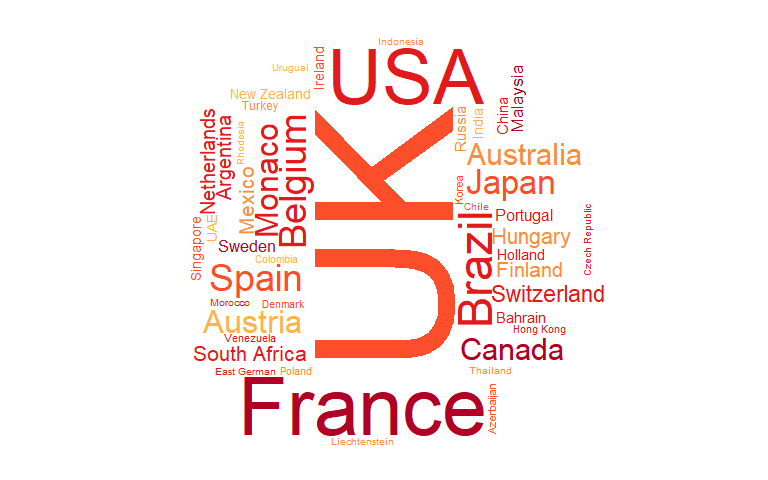 Indonesia
USA
Ireland
Uruguai
New Zealand
Turkey
China
Malaysia
Russia
India
Netherlands
Argentina
Rhodesia
Mexico
Monaco
Belgium
UK
Australia
Japan
Korea
Chile
Czech Republic
Portugal
Singapore
UAE
Sweden
Hungary
Brazil
Holland
Colombia
Finland
Spain
Switzerland
Morocco
Denmark
Austria
Bahrain
Hong Kong
Venezuela
South Africa
Canada
East German
Poland
Thailand
France
Azerbaijan
Liechtenstein